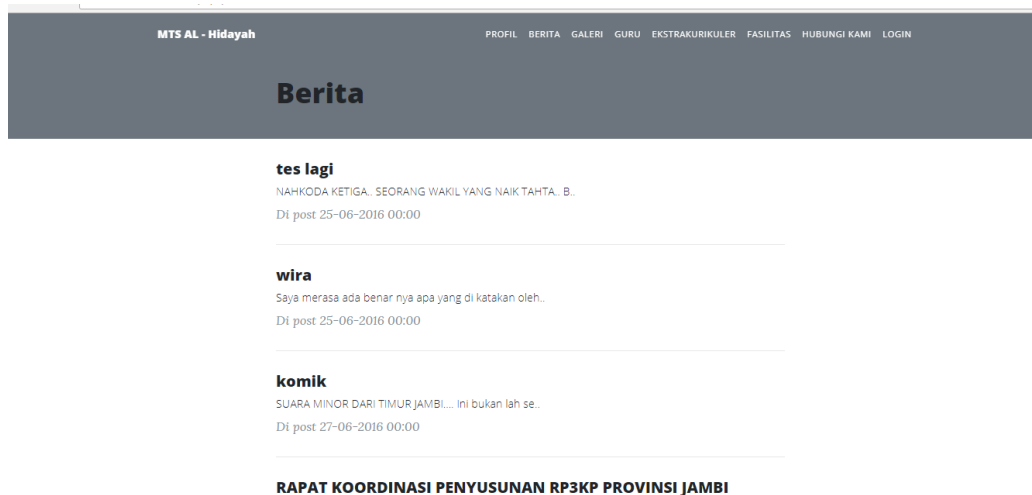 MTS AL - Hidayah
PROFIL BERITA GALERI GURU EKSTRAKURIKULER FASILITAS HUBUNGI KAMI LOGIN
Berita
tes lagi
NAHKODA KETIGA.. SEORANG WAKIL YANG NAIK TAHTA.. B..
Di post 25-06-2016 00:00
wira
Saya merasa ada benar nya apa yang di katakan oleh..
Di post 25-06-2016 00:00
komik
SUARA MINOR DARI TIMUR JAMBI.... Ini bukan lah se..
Di post 27-06-2016 00:00
RAPAT KOORDINASI PENYUSUNAN RP3KP PROVINSI JAMBI